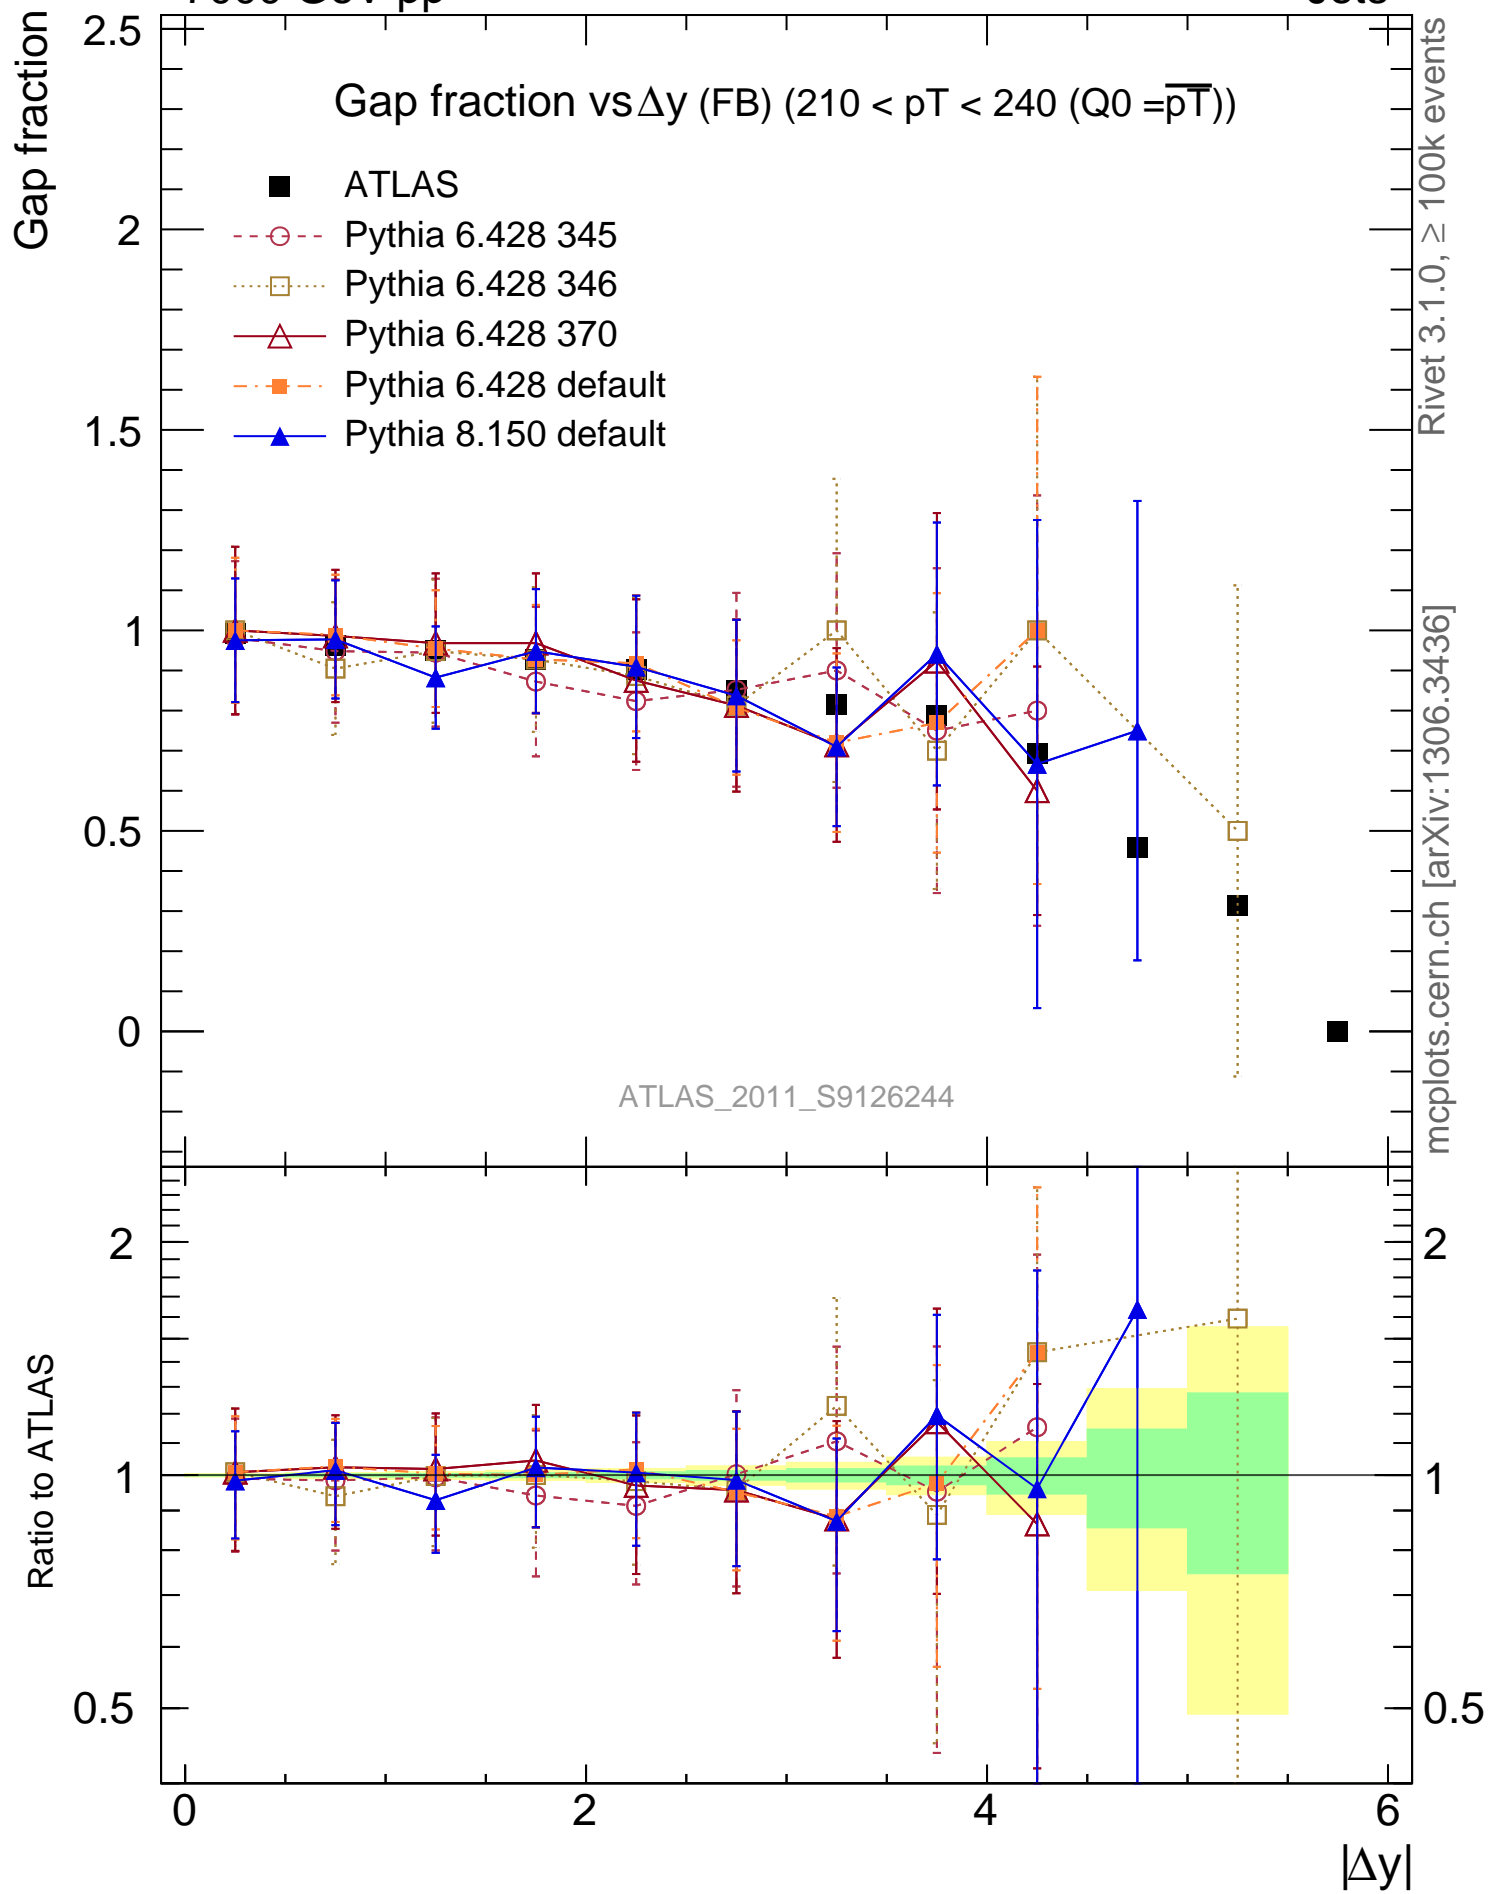 Gap fraction vs Δy (FB) (210 < pT < 240 (Q0 =p̅T̅))
Gap fraction
ATLAS
Pythia 6.428 345
Pythia 6.428 346
Pythia 6.428 370
Pythia 6.428 default
Pythia 8.150 default
2.5
2
1.5
1
0.5
0
ATLAS_2011_S9126244
Rivet 3.1.0, ≥ 100k events
mcplots.cern.ch [arXiv:1306.3436]
Ratio to ATLAS
2
1
0.5
2
1
0.5
0
2
4
6
|Δy|